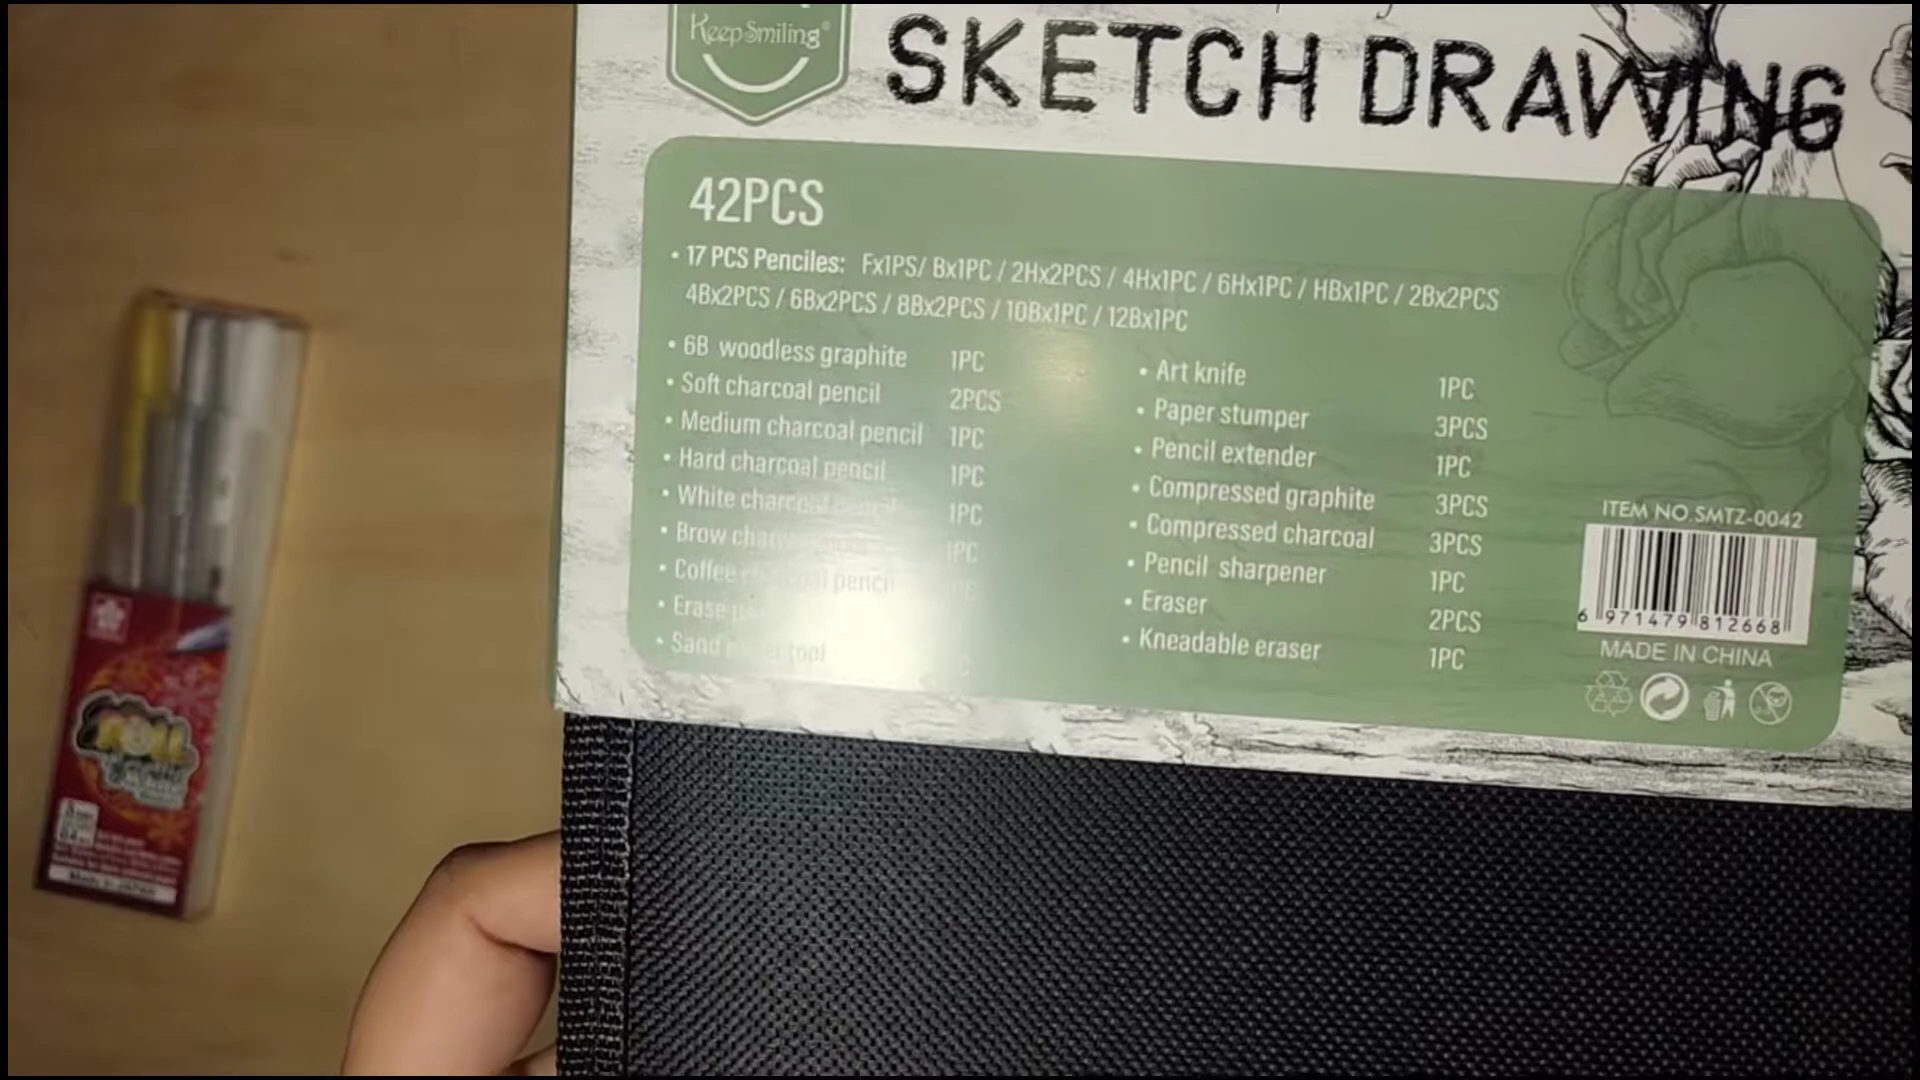 KeepSmiling®
SKETCH DRAWING
42PCS
• 17 PCS Penciles: Fx1PS/ Bx1PC / 2Hx2PCS / 4Hx1PC / 6Hx1PC / HBx1PC / 2Bx2PCS
4Bx2PCS / 6Bx2PCS / 8Bx2PCS / 10Bx1PC / 12Bx1PC
• 6B woodless graphite 1PC
• Soft charcoal pencil 2PCS
• Medium charcoal pencil 1PC
• Hard charcoal pencil 1PC
• White charcoal pencil 1PC
• Brow 1PC
• Coffee charcoal pencil
• Erase
• Sand tool
• Art knife 1PC
• Paper stumper 3PCS
• Pencil extender 1PC
• Compressed graphite 3PCS
• Compressed charcoal 3PCS
• Pencil sharpener 1PC
• Eraser 2PCS
• Kneadable eraser 1PC
ITEM NO.SMTZ-0042
6 971479 812668
MADE IN CHINA
ROLL